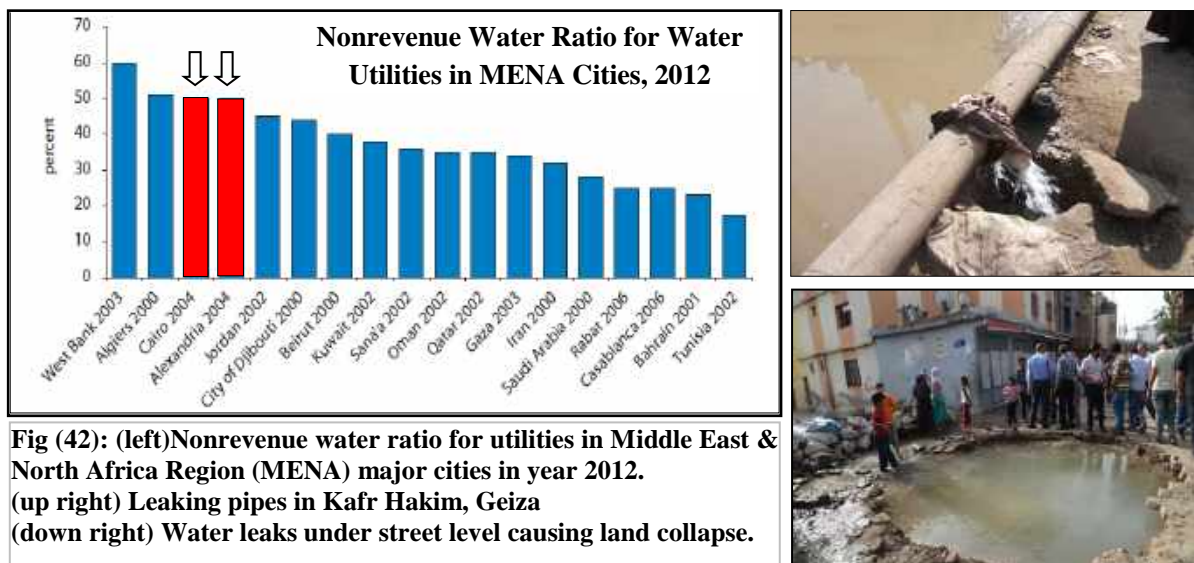 Nonrevenue Water Ratio for Water
Utilities in MENA Cities, 2012
percent
70
60
50
40
30
20
10
0
West Bank 2003
Algiers 2000
Cairo 2004
Alexandria 2004
Jordan 2002
City of Djibouti 2000
Beirut 2000
Kuwait 2002
Sana'a 2002
Oman 2002
Qatar 2002
Gaza 2003
Iran 2000
Saudi Arabia 2000
Rabat 2006
Casablanca 2006
Bahrain 2001
Tunisia 2002
Fig (42): (left)Nonrevenue water ratio for utilities in Middle East &
North Africa Region (MENA) major cities in year 2012.
(up right) Leaking pipes in Kafr Hakim, Geiza
(down right) Water leaks under street level causing land collapse.